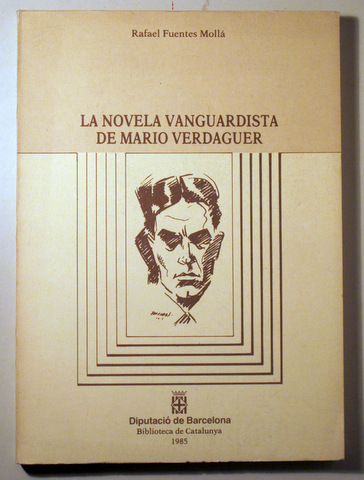 Rafael Fuentes Mollá
LA NOVELA VANGUARDISTA
DE MARIO VERDAGUER
Diputació de Barcelona
Biblioteca de Catalunya
1985